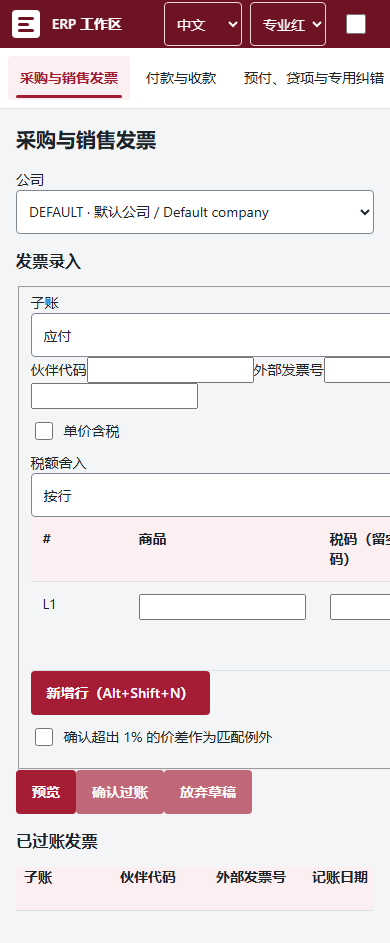 ERP 工作区
中文
专业红
采购与销售发票
付款与收款
预付、贷项与专用纠错
采购与销售发票
公司
DEFAULT · 默认公司 / Default company
发票录入
子账
应付
伙伴代码
外部发票号
单价含税
税额舍入
按行
#
商品
税码（留空
码）
L1
新增行（Alt+Shift+N）
确认超出 1% 的价差作为匹配例外
预览
确认过账
放弃草稿
已过账发票
子账
伙伴代码
外部发票号
记账日期